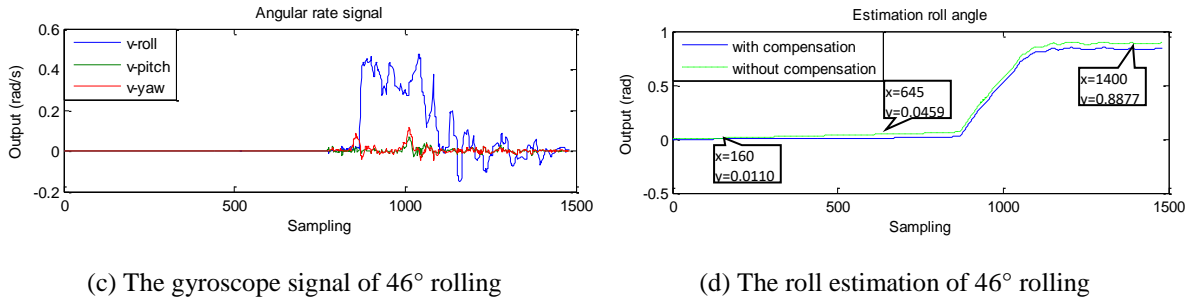 Angular rate signal
0.6
0.4
0.2
0
-0.2
Output (rad/s)
v-roll
v-pitch
v-yaw
0
500
1000
1500
Sampling
(c) The gyroscope signal of 46° rolling
Estimation roll angle
1
0.5
0
-0.5
Output (rad)
with compensation
without compensation
x=645
v=0.0459
x=1400
v=0.8877
x=160
v=0.0110
0
500
1000
1500
Sampling
(d) The roll estimation of 46° rolling